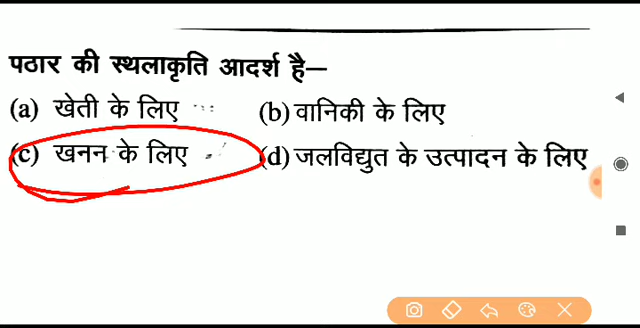 पठार की स्थलाकृति आदर्श है—
(a) खेती के लिए (b) वानिकी के लिए
(c) खनन के लिए (d) जलविद्युत के उत्पादन के लिए